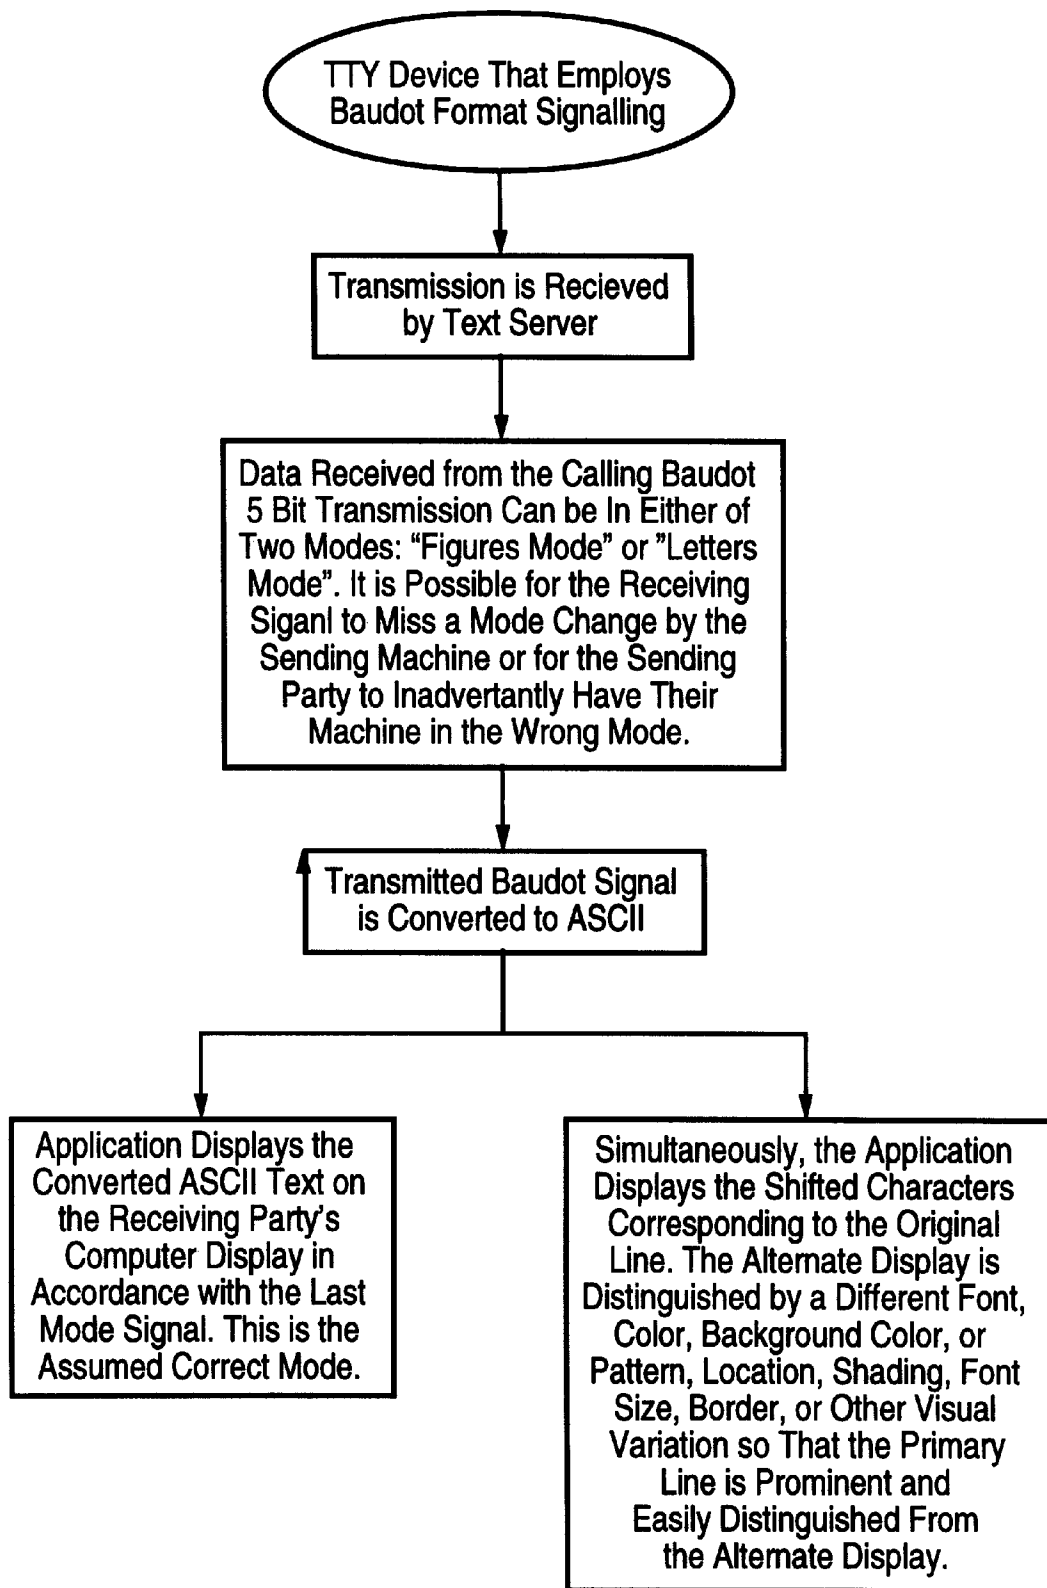 TTY Device That Employs
Baudot Format Signalling
Transmission is Recieved
by Text Server
Data Received from the Calling Baudot
5 Bit Transmission Can be In Either of
Two Modes: “Figures Mode” or ”Letters
Mode”. It is Possible for the Receiving
Siganl to Miss a Mode Change by the
Sending Machine or for the Sending
Party to Inadvertantly Have Their
Machine in the Wrong Mode.
Transmitted Baudot Signal
is Converted to ASCII
Application Displays the
Converted ASCII Text on
the Receiving Party's
Computer Display in
Accordance with the Last
Mode Signal. This is the
Assumed Correct Mode.
Simultaneously, the Application
Displays the Shifted Characters
Corresponding to the Original
Line. The Alternate Display is
Distinguished by a Different Font,
Color, Background Color, or
Pattern, Location, Shading, Font
Size, Border, or Other Visual
Variation so That the Primary
Line is Prominent and
Easily Distinguished From
the Alternate Display.